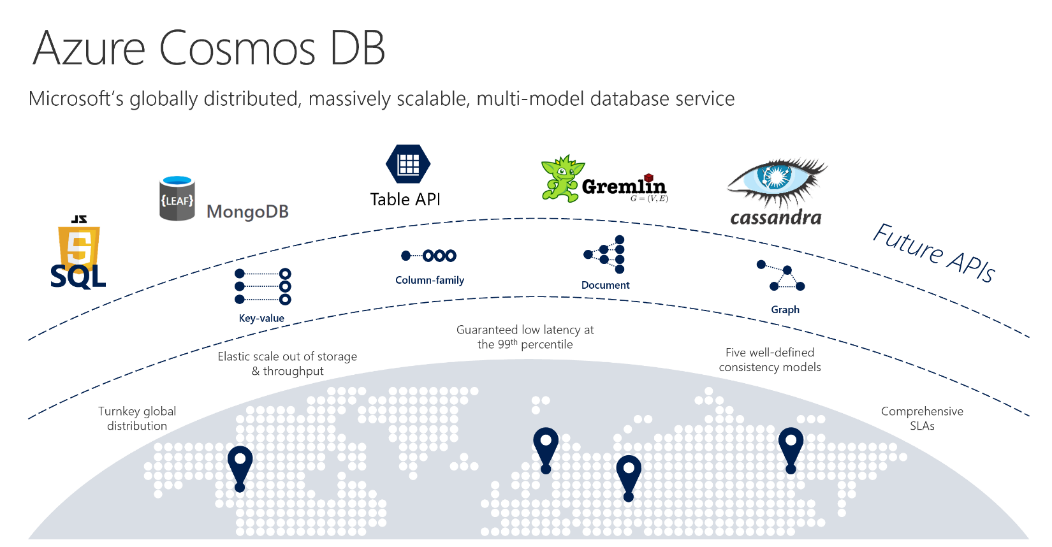 Azure Cosmos DB
Microsoft's globally distributed, massively scalable, multi-model database service
JS
5
SQL
{LEAF}
MongoDB
Table API
Gremlin
G = (V, E)
cassandra
Future APIs
Key-value
Column-family
Document
Graph
Turnkey global
distribution
Elastic scale out of storage
& throughput
Guaranteed low latency at
the 99th percentile
Five well-defined
consistency models
Comprehensive
SLAs